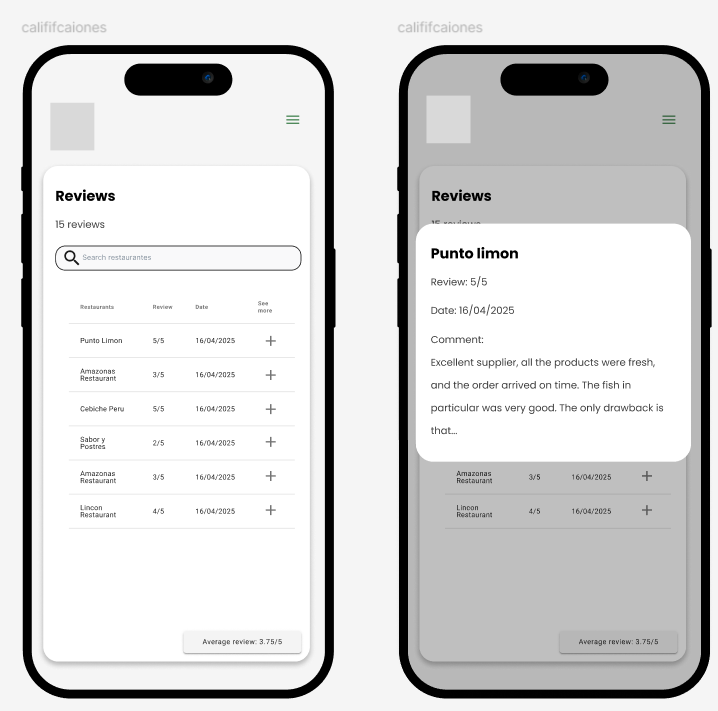 calififcaiones
Reviews
15 reviews
Search restaurantes
Restaurants Review Date See
more
Punto Limon 5/5 16/04/2025
Amazonas
Restaurant 3/5 16/04/2025
Cebiche Peru 5/5 16/04/2025
Sabor y
Postres 2/5 16/04/2025
Amazonas
Restaurant 3/5 16/04/2025
Lincon
Restaurant 4/5 16/04/2025
Average review: 3.75/5
calififcaiones
Reviews
15 reviews
Punto limon
Review: 5/5
Date: 16/04/2025
Comment:
Excellent supplier, all the products were fresh,
and the order arrived on time. The fish in
particular was very good. The only drawback is
that...
Amazonas
Restaurant 3/5 16/04/2025
Lincon
Restaurant 4/5 16/04/2025
Average review: 3.75/5